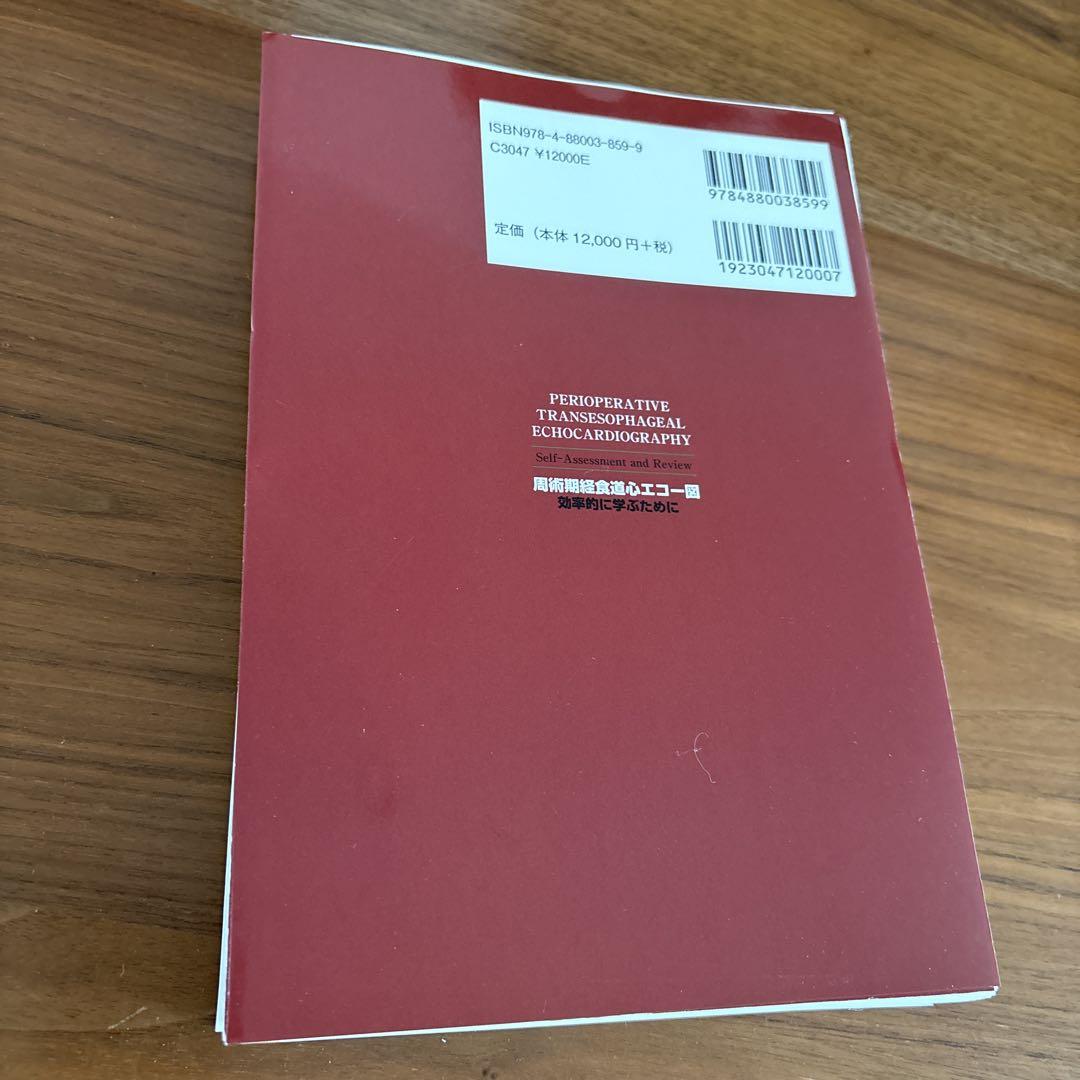 ISBN978-4-88003-859-9
C3047 ¥12000E
9784880038599
定価（本体 12,000 円＋税）
1923047120007
PERIOPERATIVE
TRANSESOPHAGEAL
ECHOCARDIOGRAPHY
Self-Assessment and Review
周術期経食道心エコー図
効率的に学ぶために